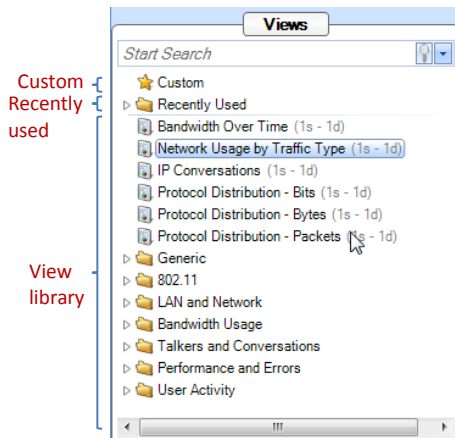 Views
Start Search
Custom
Custom
Recently
used
Recently Used
Bandwidth Over Time (1s - 1d)
Network Usage by Traffic Type (1s - 1d)
IP Conversations (1s - 1d)
Protocol Distribution - Bits (1s - 1d)
Protocol Distribution - Bytes (1s - 1d)
Protocol Distribution - Packets (1s - 1d)
View
library
Generic
802.11
LAN and Network
Bandwidth Usage
Talkers and Conversations
Performance and Errors
User Activity